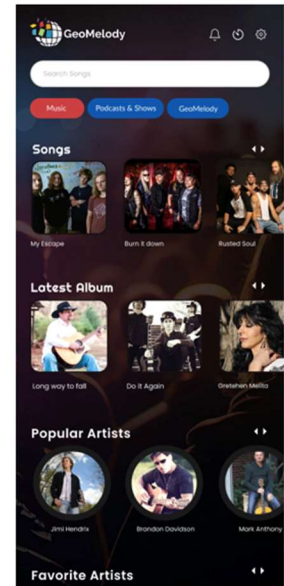 GeoMelody
Search Songs
Music Podcasts & Shows GeoMelody
Songs
My Escape Burn it down Rusted Soul
Latest Album
Long way to fall Do it Again Gretchen Melito
Popular Artists
Jimi Hendrix Brandon Davidson Mark Anthony
Favorite Artists